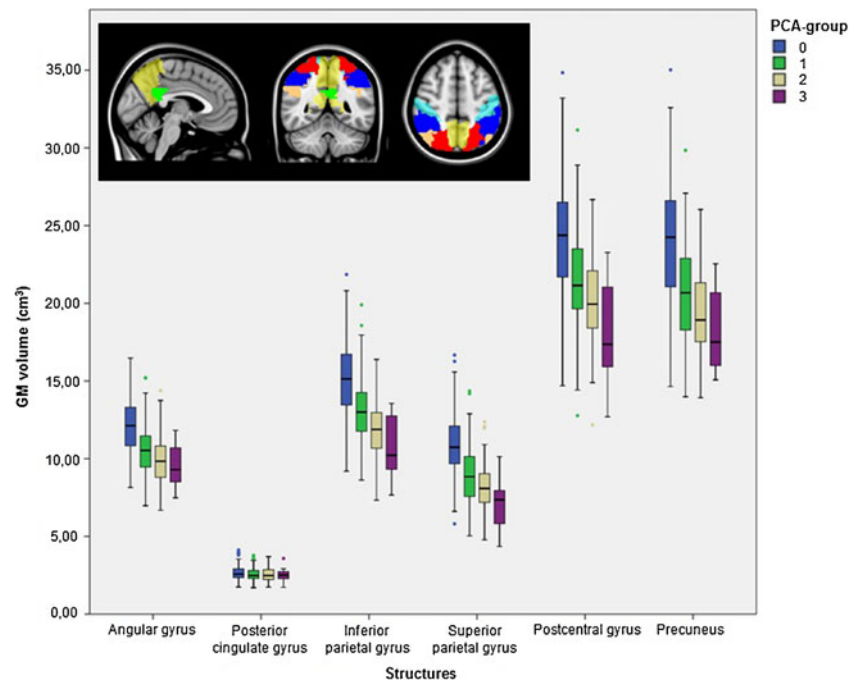 PCA-group
0
1
2
3
35,00
30,00
25,00
20,00
15,00
10,00
5,00
0,00
GM volume (cm³)
Angular gyrus
Posterior
cingulate gyrus
Inferior
parietal gyrus
Superior
parietal gyrus
Postcentral gyrus
Precuneus
Structures